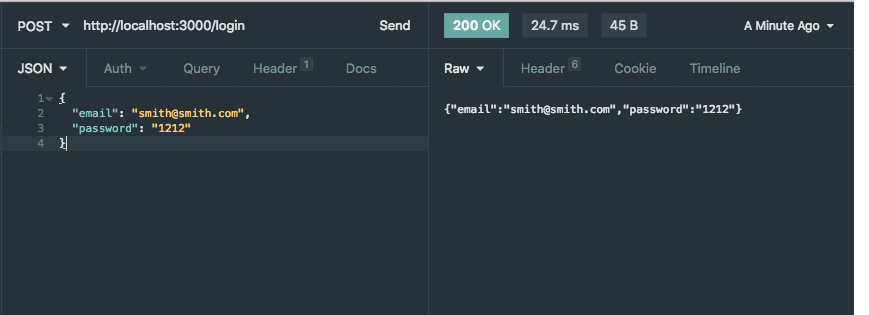 POST http://localhost:3000/login Send
200 OK 24.7 ms 45 B A Minute Ago
JSON Auth Query Header 1 Docs
Raw Header 6 Cookie Timeline
1 {
2 "email": "smith@smith.com",
3 "password": "1212"
4 }
{"email":"smith@smith.com","password":"1212"}